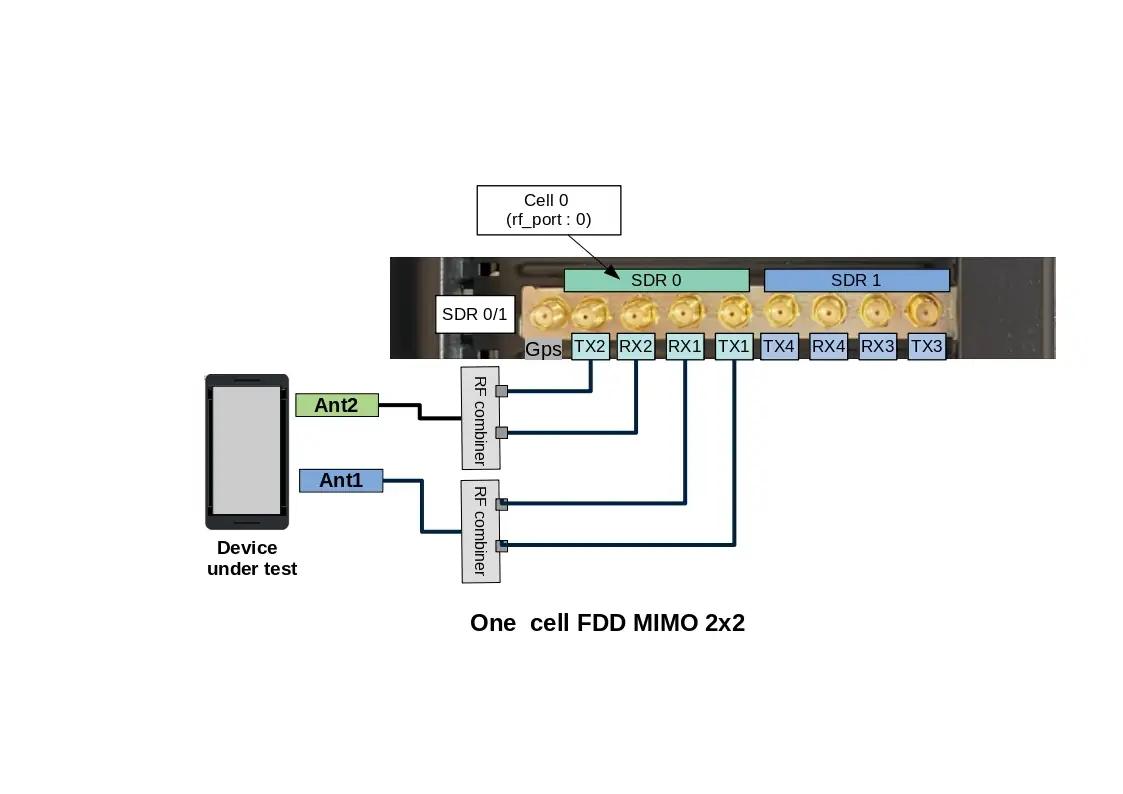 Cell 0
(rf_port : 0)
SDR 0
SDR 1
SDR 0/1
Gps
TX2
RX2
RX1
TX1
TX4
RX4
RX3
TX3
RF combiner
Ant2
Ant1
RF combiner
Device
under test
One  cell FDD MIMO 2x2